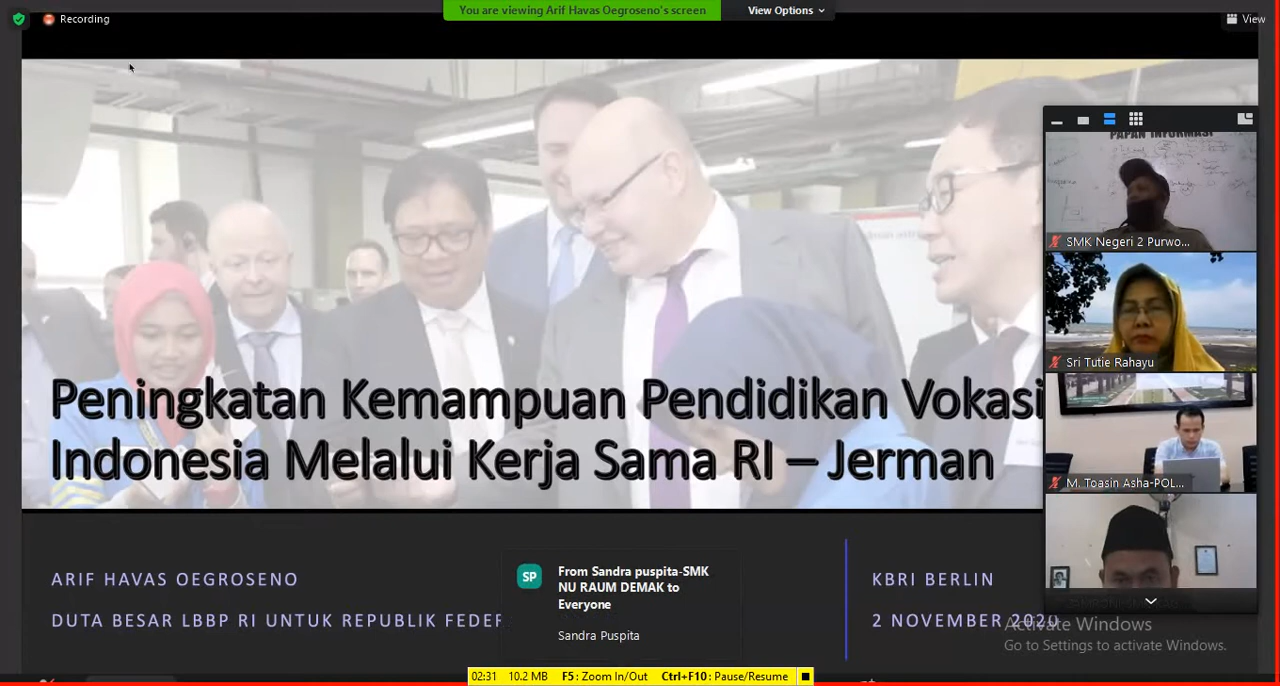 You are viewing Arif Havas Oegroseno's screen
View Options
Recording
View
PAPAN INFORMASI
SMK Negeri 2 Purwo...
Sri Tutie Rahayu
M. Toasin Asha-POL...
Peningkatan Kemampuan Pendidikan Vokasi
Indonesia Melalui Kerja Sama RI – Jerman
ARIF HAVAS OEGROSENO
DUTA BESAR LBBP RI UNTUK REPUBLIK FEDER
KBRI BERLIN
2 NOVEMBER 2020
SP
From Sandra puspita-SMK
NU RAUM DEMAK to
Everyone
Sandra Puspita
Activate Windows
Go to Settings to activate Windows.
02:31 10.2 MB F5: Zoom In/Out Ctrl+F10: Pause/Resume